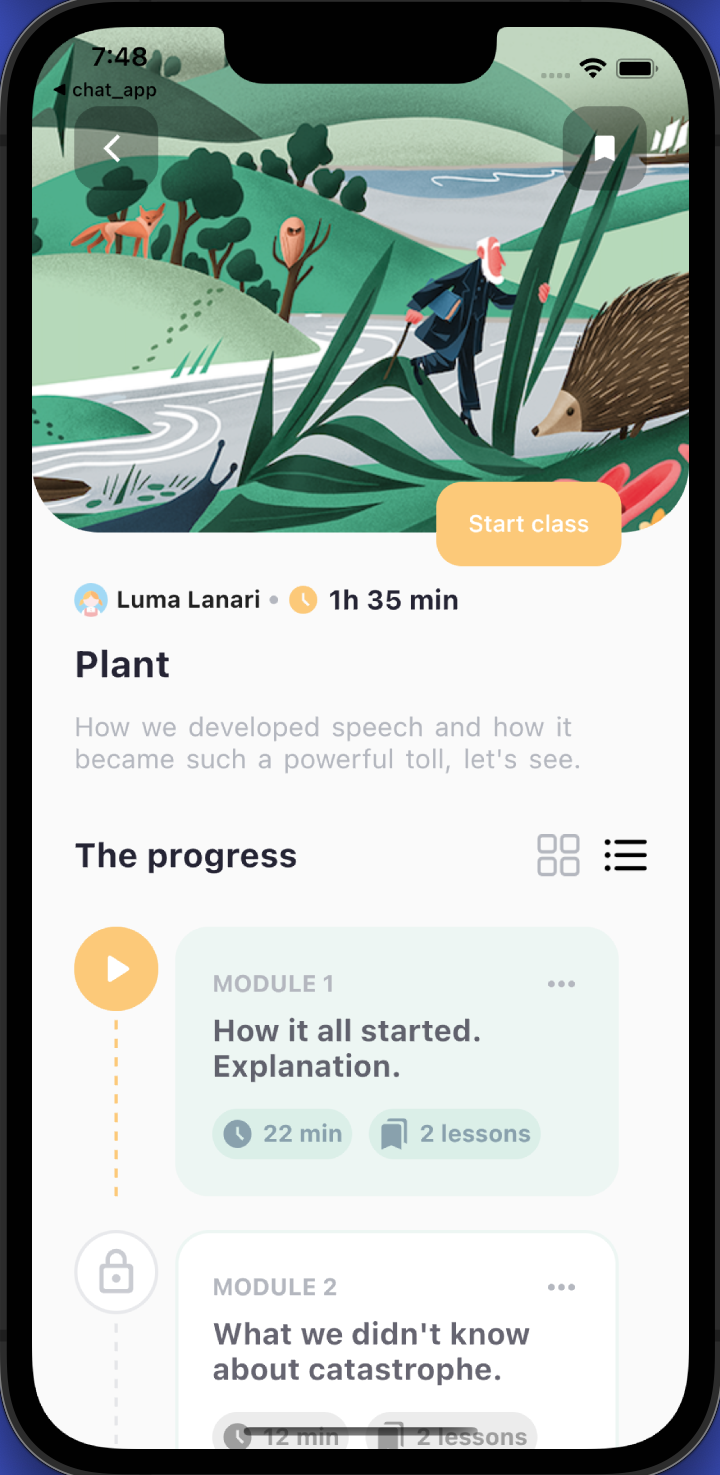 7:48
◀ chat_app
Start class
Luma Lanari • 1h 35 min
Plant
How we developed speech and how it
became such a powerful toll, let's see.
The progress
MODULE 1
How it all started.
Explanation.
22 min 2 lessons
MODULE 2
What we didn't know
about catastrophe.
12 min 2 lessons